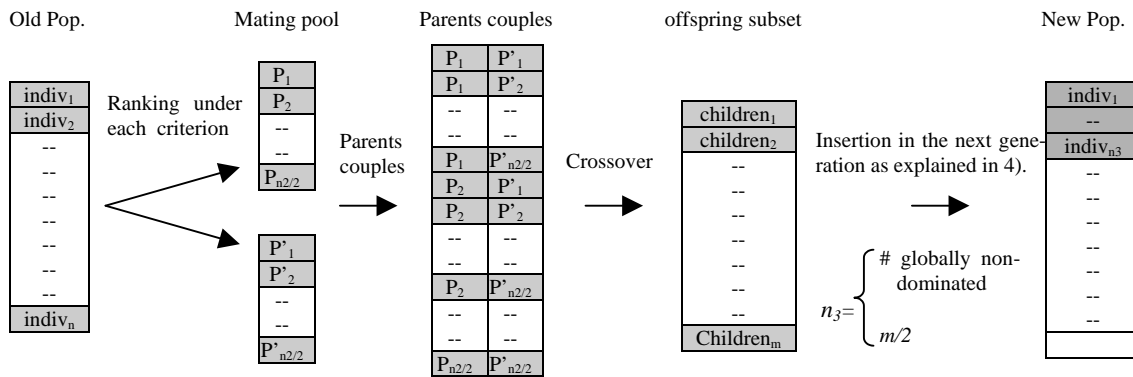 Old Pop.
Mating pool
Parents couples
offspring subset
New Pop.
indiv1
indiv2
--
--
--
--
--
--
--
indivn
Ranking under
each criterion
P1
P2
--
--
Pn2/2
P’1
P’2
--
--
P’n2/2
Parents
couples
P1 P’1
P1 P’2
-- --
-- --
P1 P’n2/2
P2 P’1
P2 P’2
-- --
-- --
P2 P’n2/2
-- --
-- --
Pn2/2 P’n2/2
Crossover
children1
children2
--
--
--
--
--
--
--
Childrenm
Insertion in the next gene-
ration as explained in 4).
n3=
# globally non-
dominated
m/2
indiv1
--
indivn3
--
--
--
--
--
--
--